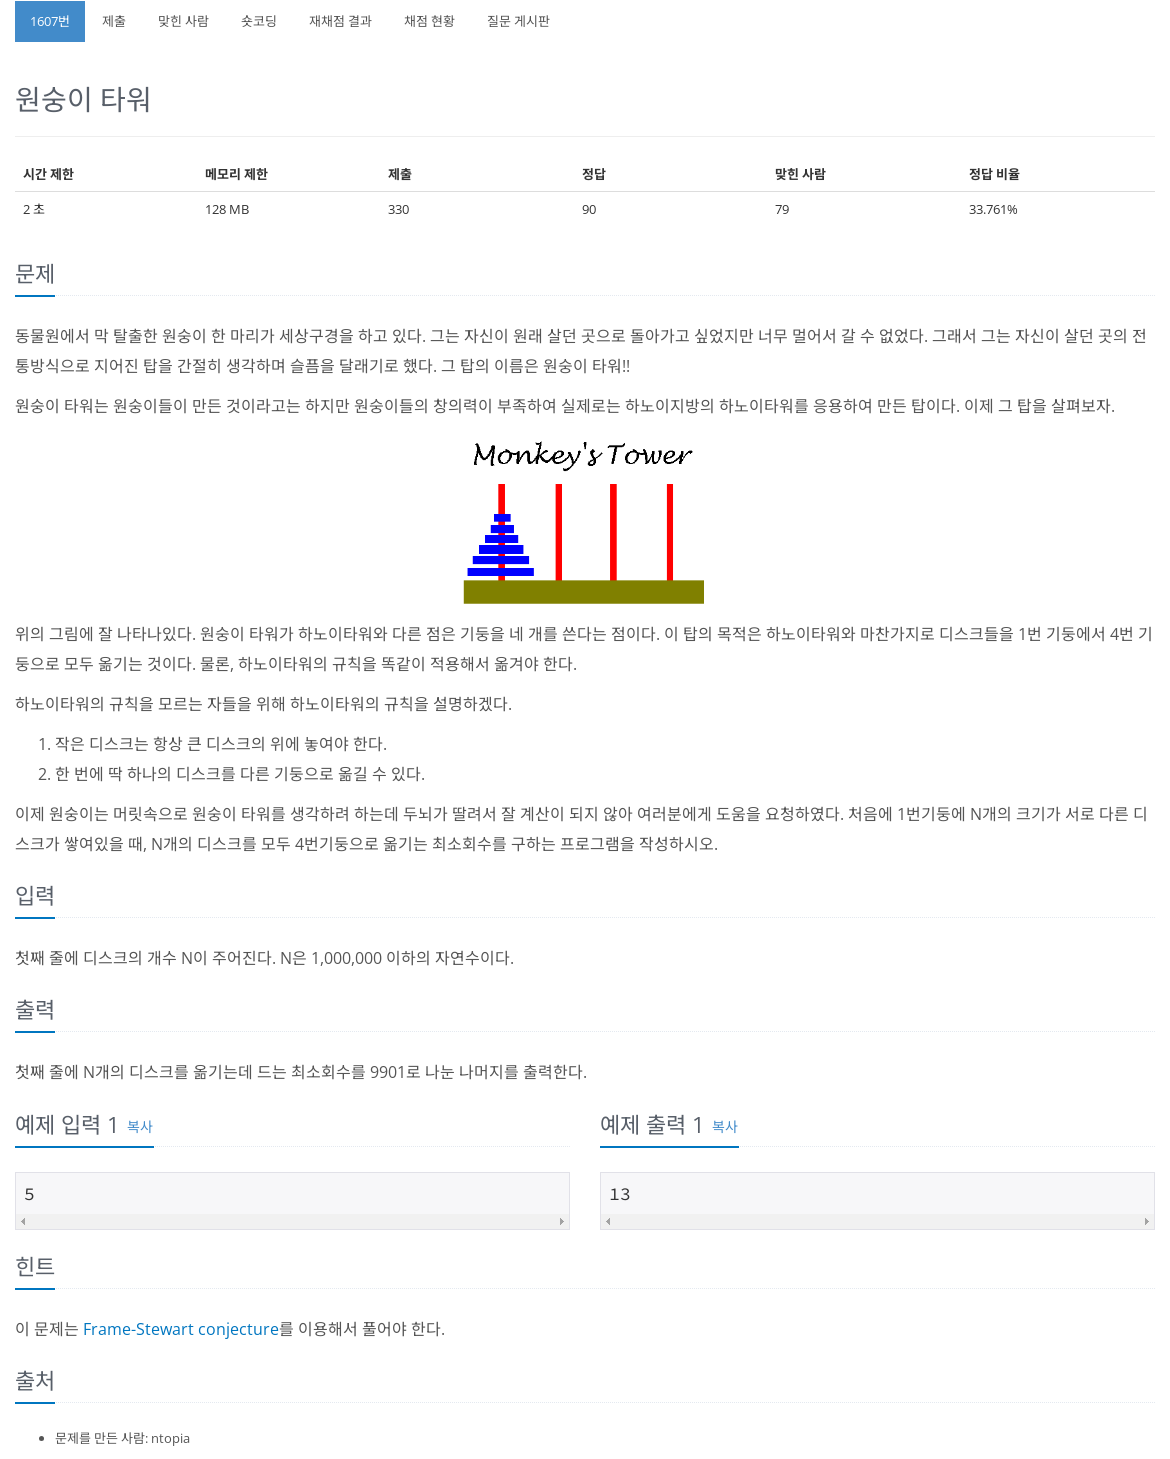 1607번 제출 맞힌 사람 숏코딩 재채점 결과 채점 현황 질문 게시판
원숭이 타워
시간 제한 메모리 제한 제출 정답 맞힌 사람 정답 비율
2 초 128 MB 330 90 79 33.761%
문제
동물원에서 막 탈출한 원숭이 한 마리가 세상구경을 하고 있다. 그는 자신이 원래 살던 곳으로 돌아가고 싶었지만 너무 멀어서 갈 수 없었다. 그래서 그는 자신이 살던 곳의 전
통방식으로 지어진 탑을 간절히 생각하며 슬픔을 달래기로 했다. 그 탑의 이름은 원숭이 타워!!
원숭이 타워는 원숭이들이 만든 것이라고는 하지만 원숭이들의 창의력이 부족하여 실제로는 하노이지방의 하노이타워를 응용하여 만든 탑이다. 이제 그 탑을 살펴보자.
Monkey's Tower
위의 그림에 잘 나타나있다. 원숭이 타워가 하노이타워와 다른 점은 기둥을 네 개를 쓴다는 점이다. 이 탑의 목적은 하노이타워와 마찬가지로 디스크들을 1번 기둥에서 4번 기
둥으로 모두 옮기는 것이다. 물론, 하노이타워의 규칙을 똑같이 적용해서 옮겨야 한다.
하노이타워의 규칙을 모르는 자들을 위해 하노이타워의 규칙을 설명하겠다.
1. 작은 디스크는 항상 큰 디스크의 위에 놓여야 한다.
2. 한 번에 딱 하나의 디스크를 다른 기둥으로 옮길 수 있다.
이제 원숭이는 머릿속으로 원숭이 타워를 생각하려 하는데 두뇌가 딸려서 잘 계산이 되지 않아 여러분에게 도움을 요청하였다. 처음에 1번기둥에 N개의 크기가 서로 다른 디
스크가 쌓여있을 때, N개의 디스크를 모두 4번기둥으로 옮기는 최소회수를 구하는 프로그램을 작성하시오.
입력
첫째 줄에 디스크의 개수 N이 주어진다. N은 1,000,000 이하의 자연수이다.
출력
첫째 줄에 N개의 디스크를 옮기는데 드는 최소회수를 9901로 나눈 나머지를 출력한다.
예제 입력 1 복사
5
예제 출력 1 복사
13
힌트
이 문제는 Frame-Stewart conjecture를 이용해서 풀어야 한다.
출처
문제를 만든 사람: ntopia